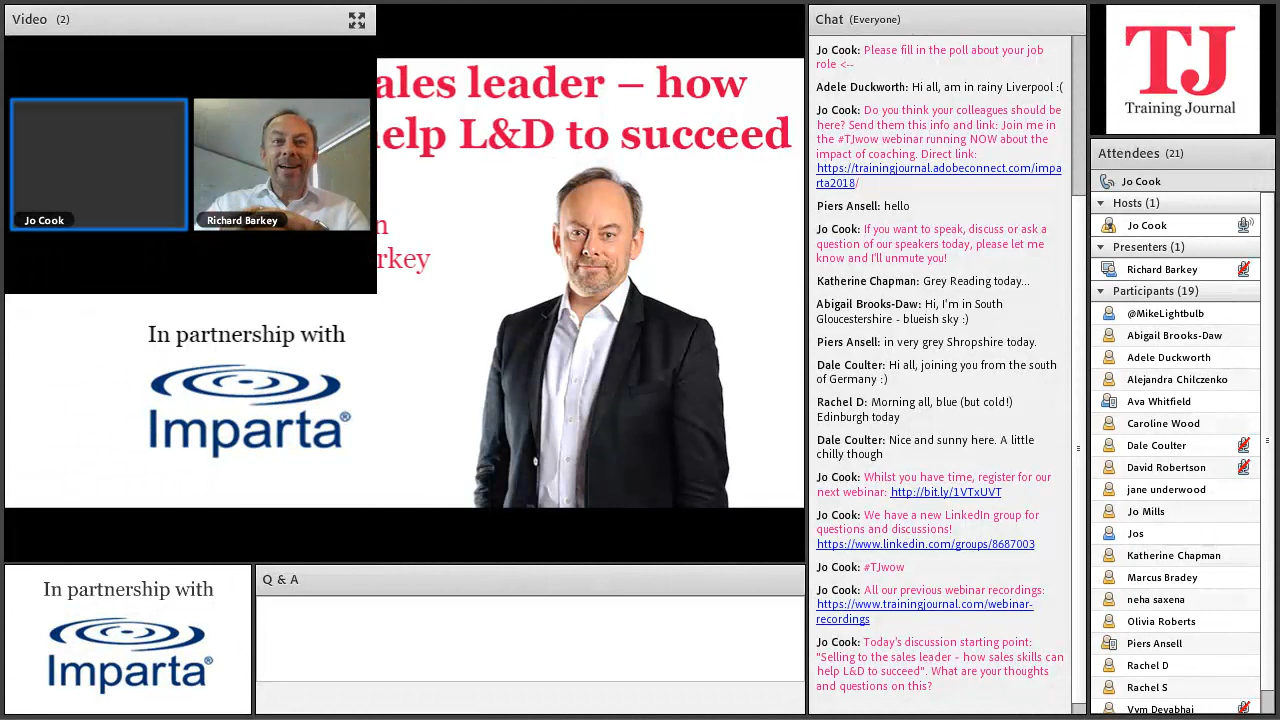 Video (2)
Jo Cook
Richard Barkey
ales leader – how
elp L&D to succeed
n
rkey
In partnership with
Imparta®
In partnership with
Imparta®
Q & A
Chat (Everyone)
Jo Cook: Please fill in the poll about your job
role <--
Adele Duckworth: Hi all, am in rainy Liverpool :(
Jo Cook: Do you think your colleagues should be
here? Send them this info and link: Join me in
the #TJwow webinar running NOW about the
impact of coaching. Direct link:
https://trainingjournal.adobeconnect.com/impa
rta2018/
Piers Ansell: hello
Jo Cook: If you want to speak, discuss or ask a
question of our speakers today, please let me
know and I'll unmute you!
Katherine Chapman: Grey Reading today...
Abigail Brooks-Daw: Hi, I'm in South
Gloucestershire - blueish sky :)
Piers Ansell: in very grey Shropshire today.
Dale Coulter: Hi all, joining you from the south
of Germany :)
Rachel D: Morning all, blue (but cold!)
Edinburgh today
Dale Coulter: Nice and sunny here. A little
chilly though
Jo Cook: Whilst you have time, register for our
next webinar: http://bit.ly/1VTxUVT
Jo Cook: We have a new LinkedIn group for
questions and discussions!
https://www.linkedin.com/groups/8687003
Jo Cook: #TJwow
Jo Cook: All our previous webinar recordings:
https://www.trainingjournal.com/webinar-
recordings
Jo Cook: Today's discussion starting point:
"Selling to the sales leader - how sales skills can
help L&D to succeed". What are your thoughts
and questions on this?
TJ
Training Journal
Attendees (21)
Jo Cook
Hosts (1)
Jo Cook
Presenters (1)
Richard Barkey
Participants (19)
@MikeLightbulb
Abigail Brooks-Daw
Adele Duckworth
Alejandra Chilczenko
Ava Whitfield
Caroline Wood
Dale Coulter
David Robertson
jane underwood
Jo Mills
Jos
Katherine Chapman
Marcus Bradey
neha saxena
Olivia Roberts
Piers Ansell
Rachel D
Rachel S
Vym Devabhai